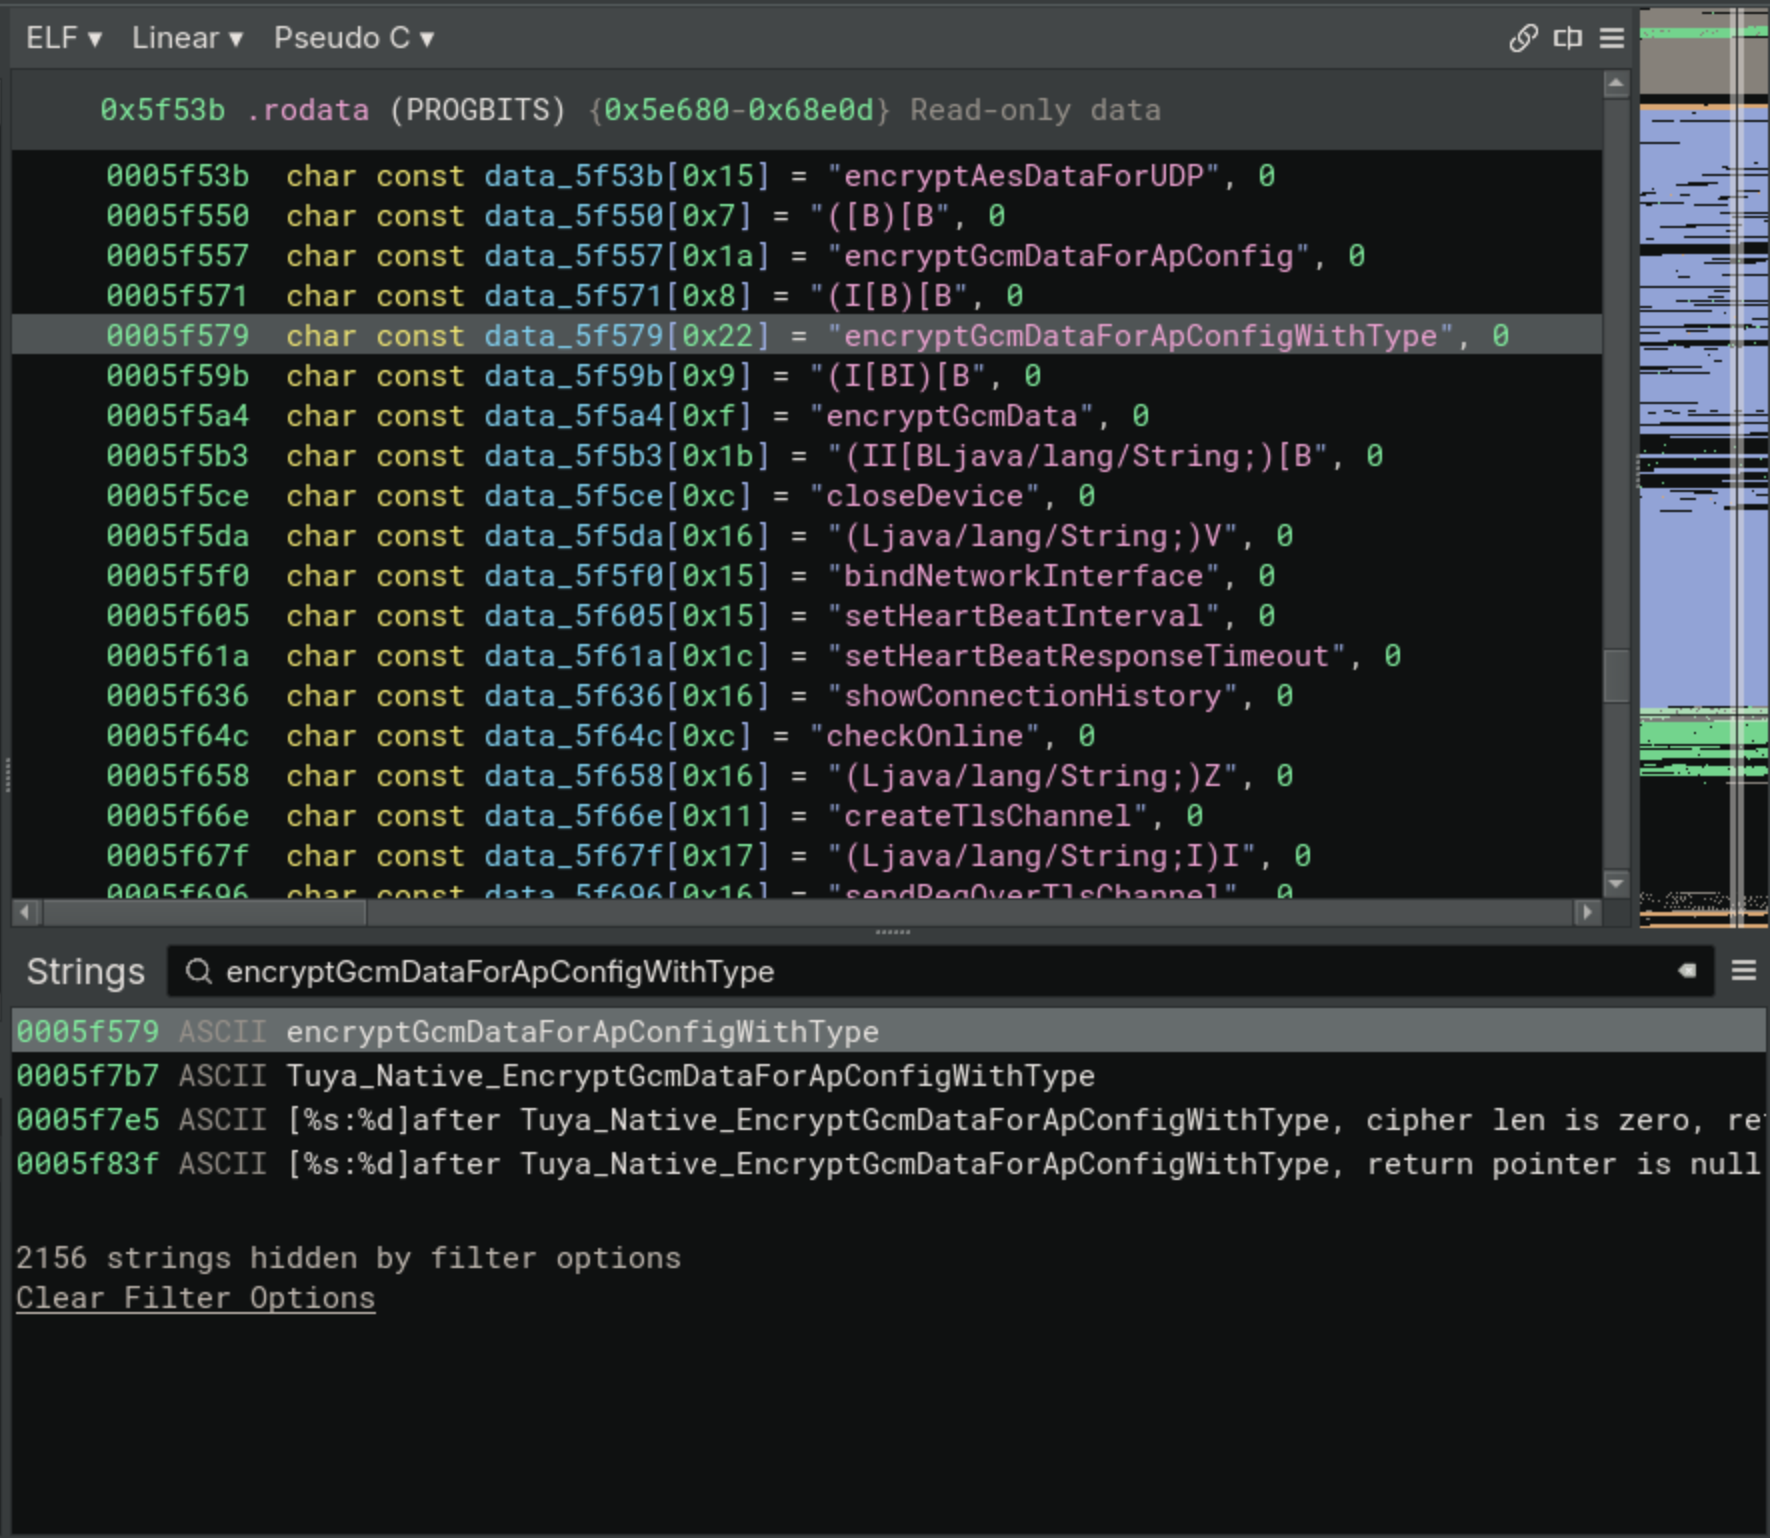 ELF ▾ Linear ▾ Pseudo C ▾
0x5f53b .rodata (PROGBITS) {0x5e680-0x68e0d} Read-only data
0005f53b char const data_5f53b[0x15] = "encryptAesDataForUDP", 0
0005f550 char const data_5f550[0x7] = "([B)[B", 0
0005f557 char const data_5f557[0x1a] = "encryptGcmDataForApConfig", 0
0005f571 char const data_5f571[0x8] = "(I[B)[B", 0
0005f579 char const data_5f579[0x22] = "encryptGcmDataForApConfigWithType", 0
0005f59b char const data_5f59b[0x9] = "(I[BI)[B", 0
0005f5a4 char const data_5f5a4[0xf] = "encryptGcmData", 0
0005f5b3 char const data_5f5b3[0x1b] = "(II[BLjava/lang/String;)[B", 0
0005f5ce char const data_5f5ce[0xc] = "closeDevice", 0
0005f5da char const data_5f5da[0x16] = "(Ljava/lang/String;)V", 0
0005f5f0 char const data_5f5f0[0x15] = "bindNetworkInterface", 0
0005f605 char const data_5f605[0x15] = "setHeartBeatInterval", 0
0005f61a char const data_5f61a[0x1c] = "setHeartBeatResponseTimeout", 0
0005f636 char const data_5f636[0x16] = "showConnectionHistory", 0
0005f64c char const data_5f64c[0xc] = "checkOnline", 0
0005f658 char const data_5f658[0x16] = "(Ljava/lang/String;)Z", 0
0005f66e char const data_5f66e[0x11] = "createTlsChannel", 0
0005f67f char const data_5f67f[0x17] = "(Ljava/lang/String;I)I", 0
0005f696 char const data_5f696[0x16] = "sendReqOverTlsChannel", 0
Strings encryptGcmDataForApConfigWithType
0005f579 ASCII encryptGcmDataForApConfigWithType
0005f7b7 ASCII Tuya_Native_EncryptGcmDataForApConfigWithType
0005f7e5 ASCII [%s:%d]after Tuya_Native_EncryptGcmDataForApConfigWithType, cipher len is zero, re
0005f83f ASCII [%s:%d]after Tuya_Native_EncryptGcmDataForApConfigWithType, return pointer is null
2156 strings hidden by filter options
Clear Filter Options